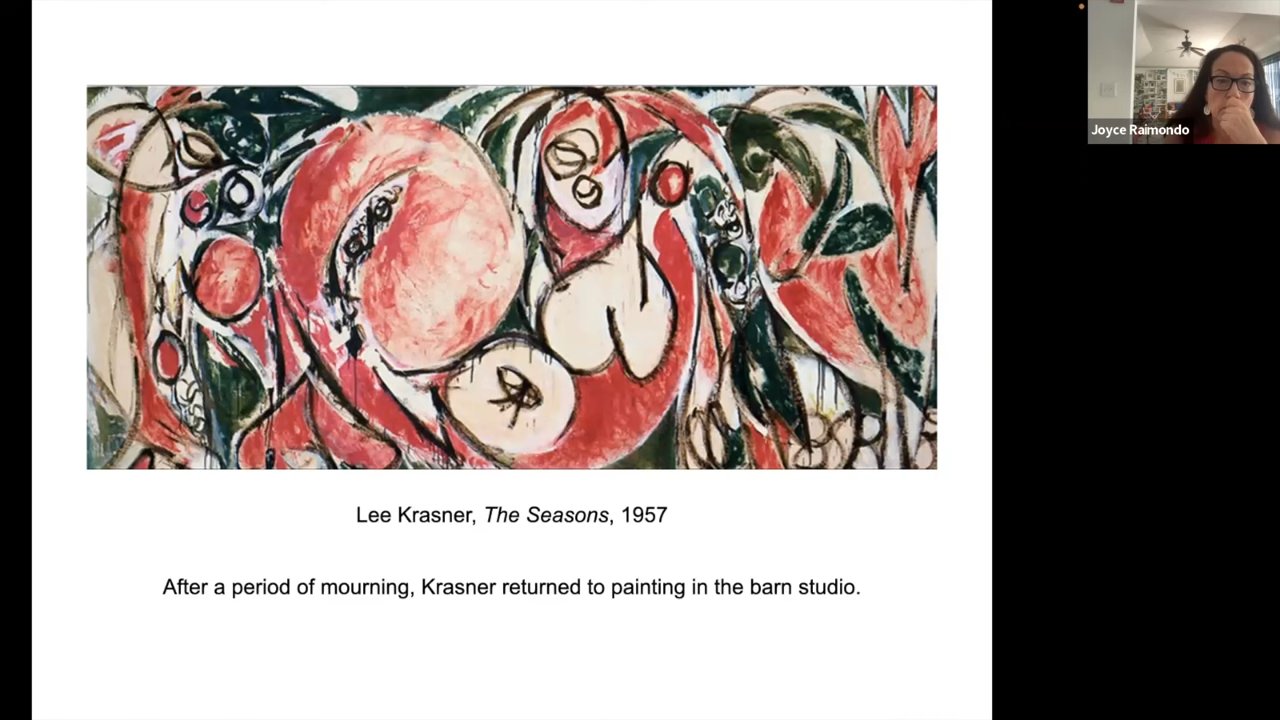 Joyce Raimondo
Lee Krasner, The Seasons, 1957
After a period of mourning, Krasner returned to painting in the barn studio.